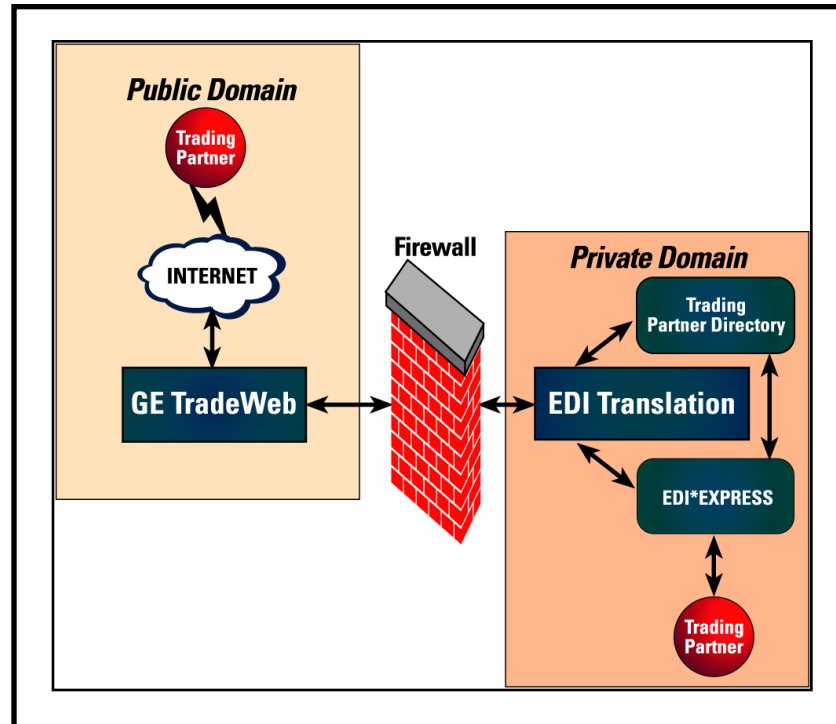 Public Domain
Trading
Partner
INTERNET
GE TradeWeb
Firewall
Private Domain
Trading
Partner Directory
EDI Translation
EDI*EXPRESS
Trading
Partner